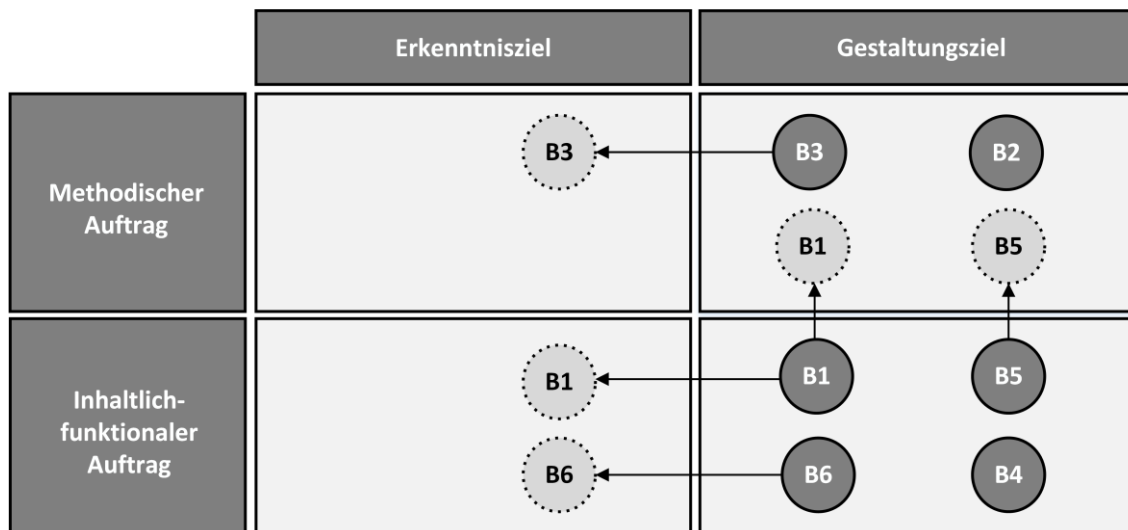 Erkenntnisziel
Gestaltungsziel
Methodischer
Auftrag
B3
B3
B2
B1
B5
Inhaltlich-
funktionaler
Auftrag
B1
B1
B5
B6
B6
B4